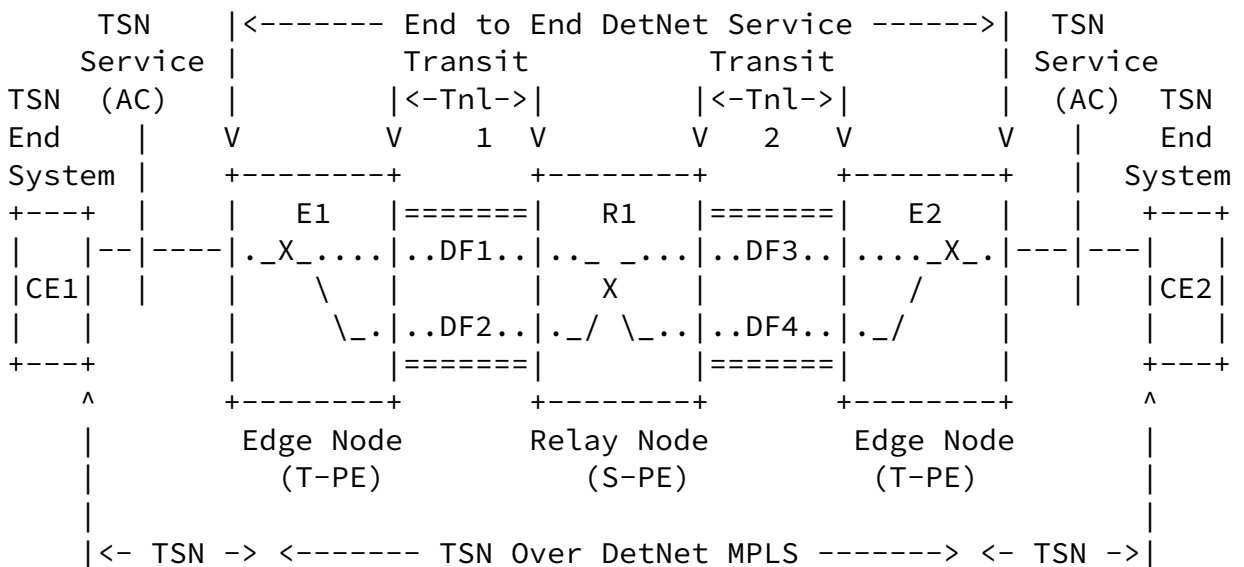 TSN     |<------- End to End DetNet Service ------>|  TSN
        Service  |         Transit          Transit         | Service
TSN   (AC)       |        |<-Tnl->|        |<-Tnl->|        |  (AC)  TSN
End       |      V        V   1   V        V   2   V        V   |    End
System    |      +--------+       +--------+       +--------+   |  System
+---+     |      |   E1   |=======|   R1   |=======|   E2   |   |   +---+
|   |--|----|._X_....|..DF1..|.._ _...|..DF3..|...._X_.|---|---|   |
|CE1|  |    |    \   |       |   X    |       |   /    |   |   |CE2|
|   |       |     \_.|..DF2..|._/ \_..|..DF4..|._/     |       |   |
+---+       |        |=======|        |=======|        |       +---+
    ^       +--------+       +--------+       +--------+       ^
    |        Edge Node       Relay Node        Edge Node       |
    |         (T-PE)           (S-PE)           (T-PE)         |
    |                                                          |
    |<- TSN -> <------- TSN Over DetNet MPLS -------> <- TSN ->|